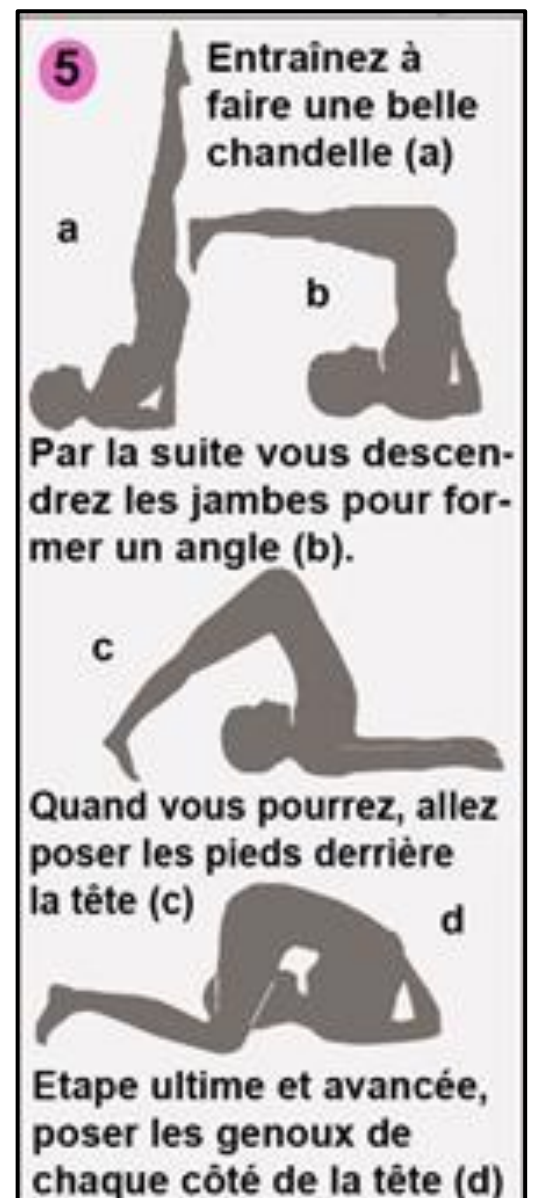 5
Entraînez à
faire une belle
chandelle (a)
a
b
Par la suite vous descen-
drez les jambes pour for-
mer un angle (b).
c
Quand vous pourrez, allez
poser les pieds derrière
la tête (c)
d
Etape ultime et avancée,
poser les genoux de
chaque côté de la tête (d)